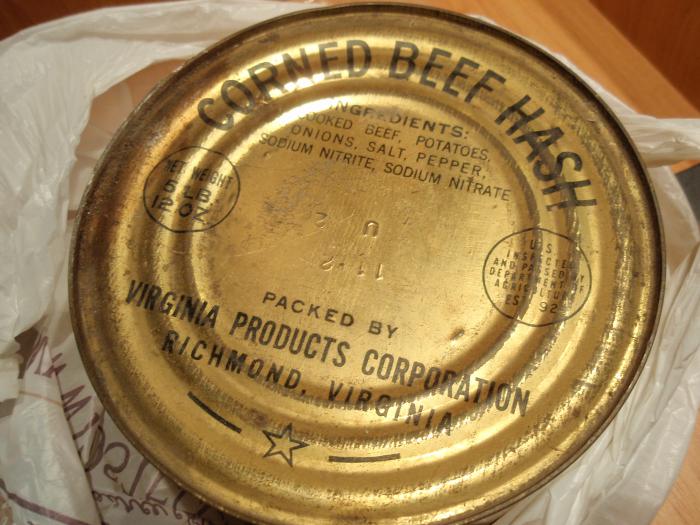 CORNED BEEF HASH
INGREDIENTS:
COOKED BEEF, POTATOES,
ONIONS, SALT, PEPPER,
SODIUM NITRITE, SODIUM NITRATE
NET WEIGHT
5 LB.
12 OZ.
U.S.
INSPECTED
AND PASSED BY
DEPARTMENT OF
AGRICULTURE
EST. 92
PACKED BY
VIRGINIA PRODUCTS CORPORATION
RICHMOND, VIRGINIA